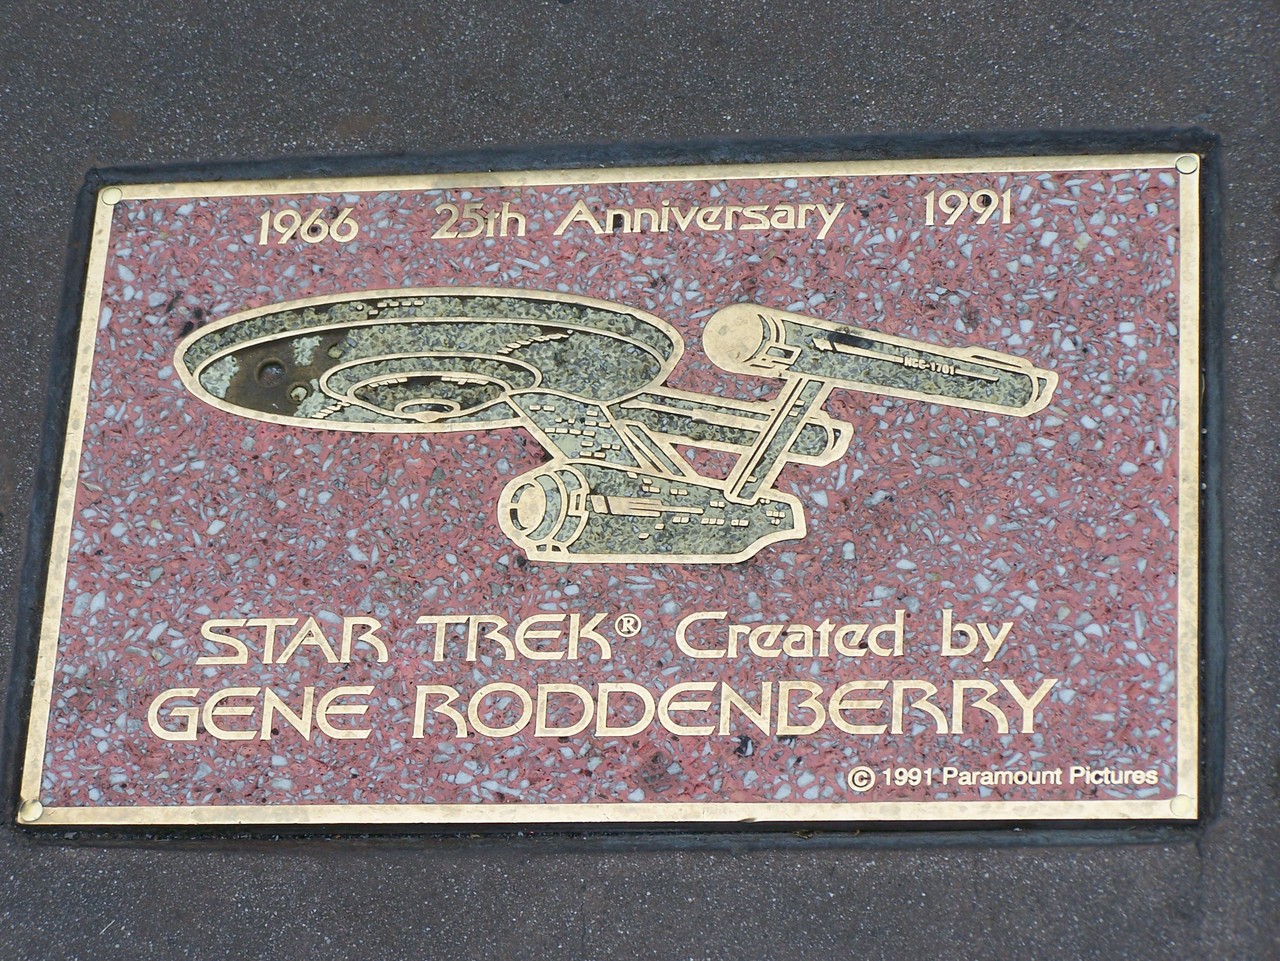 1966 25th Anniversary 1991
NCC-1701
STAR TREK® Created by
GENE RODDENBERRY
© 1991 Paramount Pictures